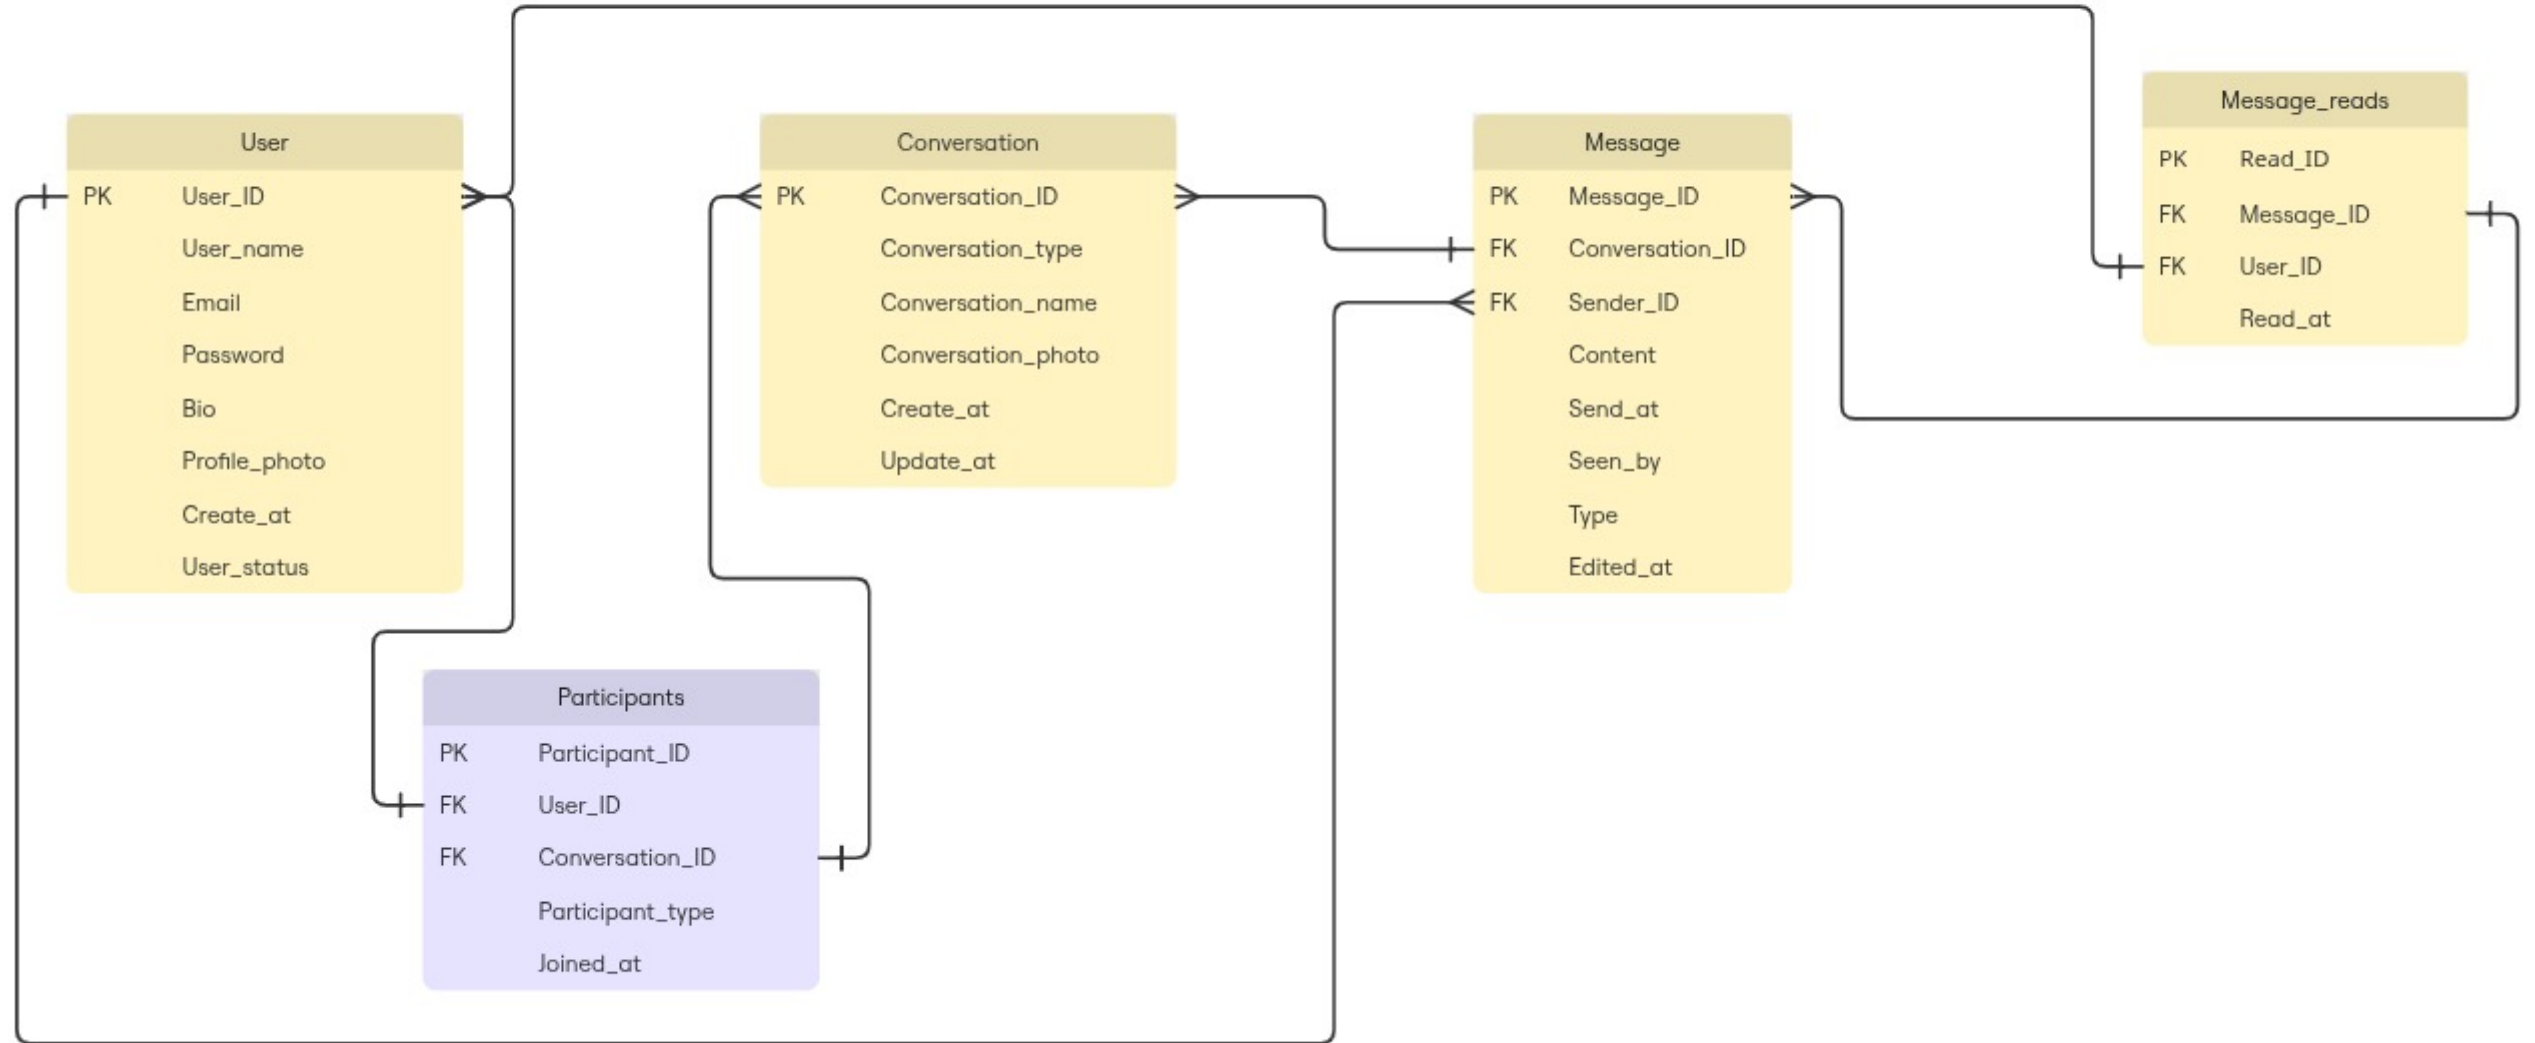 User
PK User_ID
User_name
Email
Password
Bio
Profile_photo
Create_at
User_status
Conversation
PK Conversation_ID
Conversation_type
Conversation_name
Conversation_photo
Create_at
Update_at
Message
PK Message_ID
FK Conversation_ID
FK Sender_ID
Content
Send_at
Seen_by
Type
Edited_at
Message_reads
PK Read_ID
FK Message_ID
FK User_ID
Read_at
Participants
PK Participant_ID
FK User_ID
FK Conversation_ID
Participant_type
Joined_at